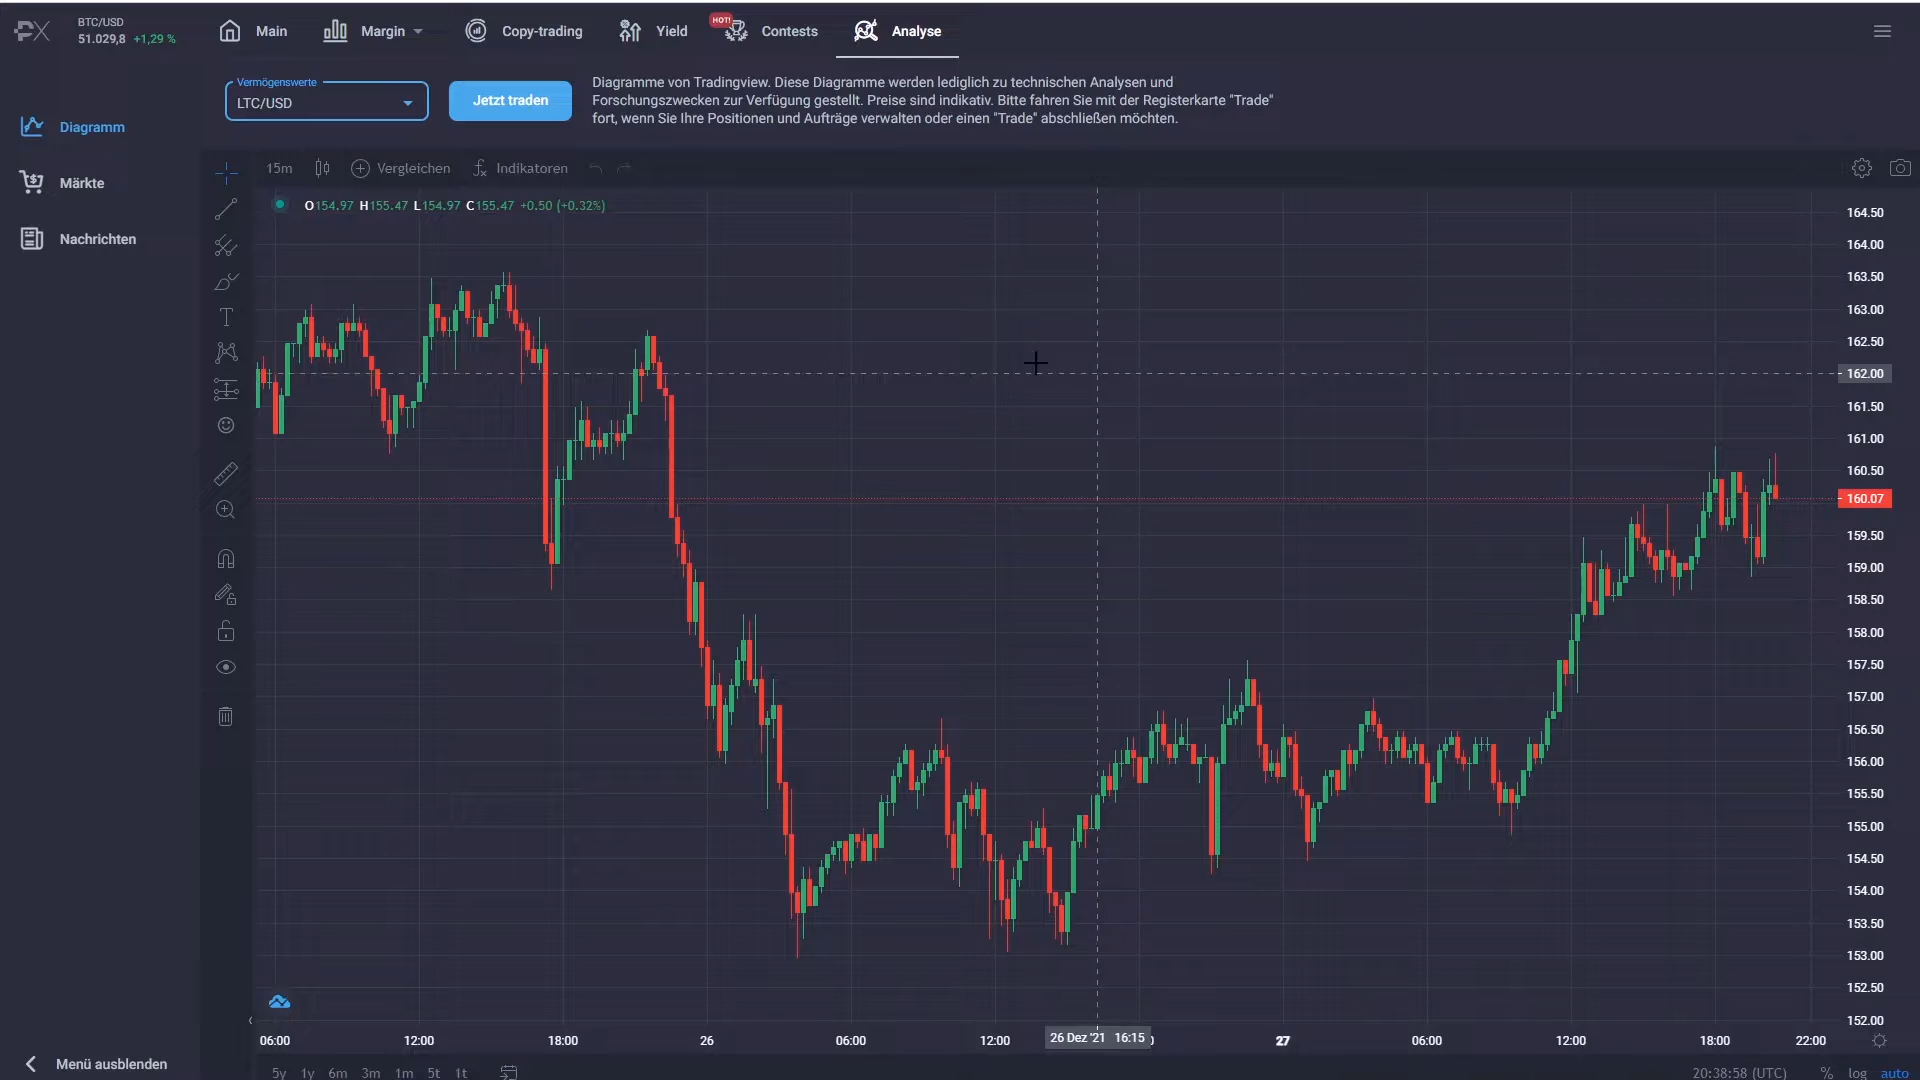 BTC/USD
51.029,8 +1,29 %
Main
Margin
Copy-trading
Yield
HOT!
Contests
Analyse
Vermögenswerte
LTC/USD
Jetzt traden
Diagramme von Tradingview. Diese Diagramme werden lediglich zu technischen Analysen und
Forschungszwecken zur Verfügung gestellt. Preise sind indikativ. Bitte fahren Sie mit der Registerkarte "Trade"
fort, wenn Sie Ihre Positionen und Aufträge verwalten oder einen "Trade" abschließen möchten.
Diagramm
Märkte
Nachrichten
15m
Vergleichen
Indikatoren
O154.97 H155.47 L154.97 C155.47 +0.50 (+0.32%)
164.50
164.00
163.50
163.00
162.50
162.00
161.50
161.00
160.50
160.07
159.50
159.00
158.50
158.00
157.50
157.00
156.50
156.00
155.50
155.00
154.50
154.00
153.50
153.00
152.50
152.00
06:00
12:00
18:00
26
06:00
12:00
26 Dez '21 16:15
27
06:00
12:00
18:00
22:00
Menü ausblenden
5y 1y 6m 3m 1m 5t 1t
20:38:58 (UTC)
%
log
auto